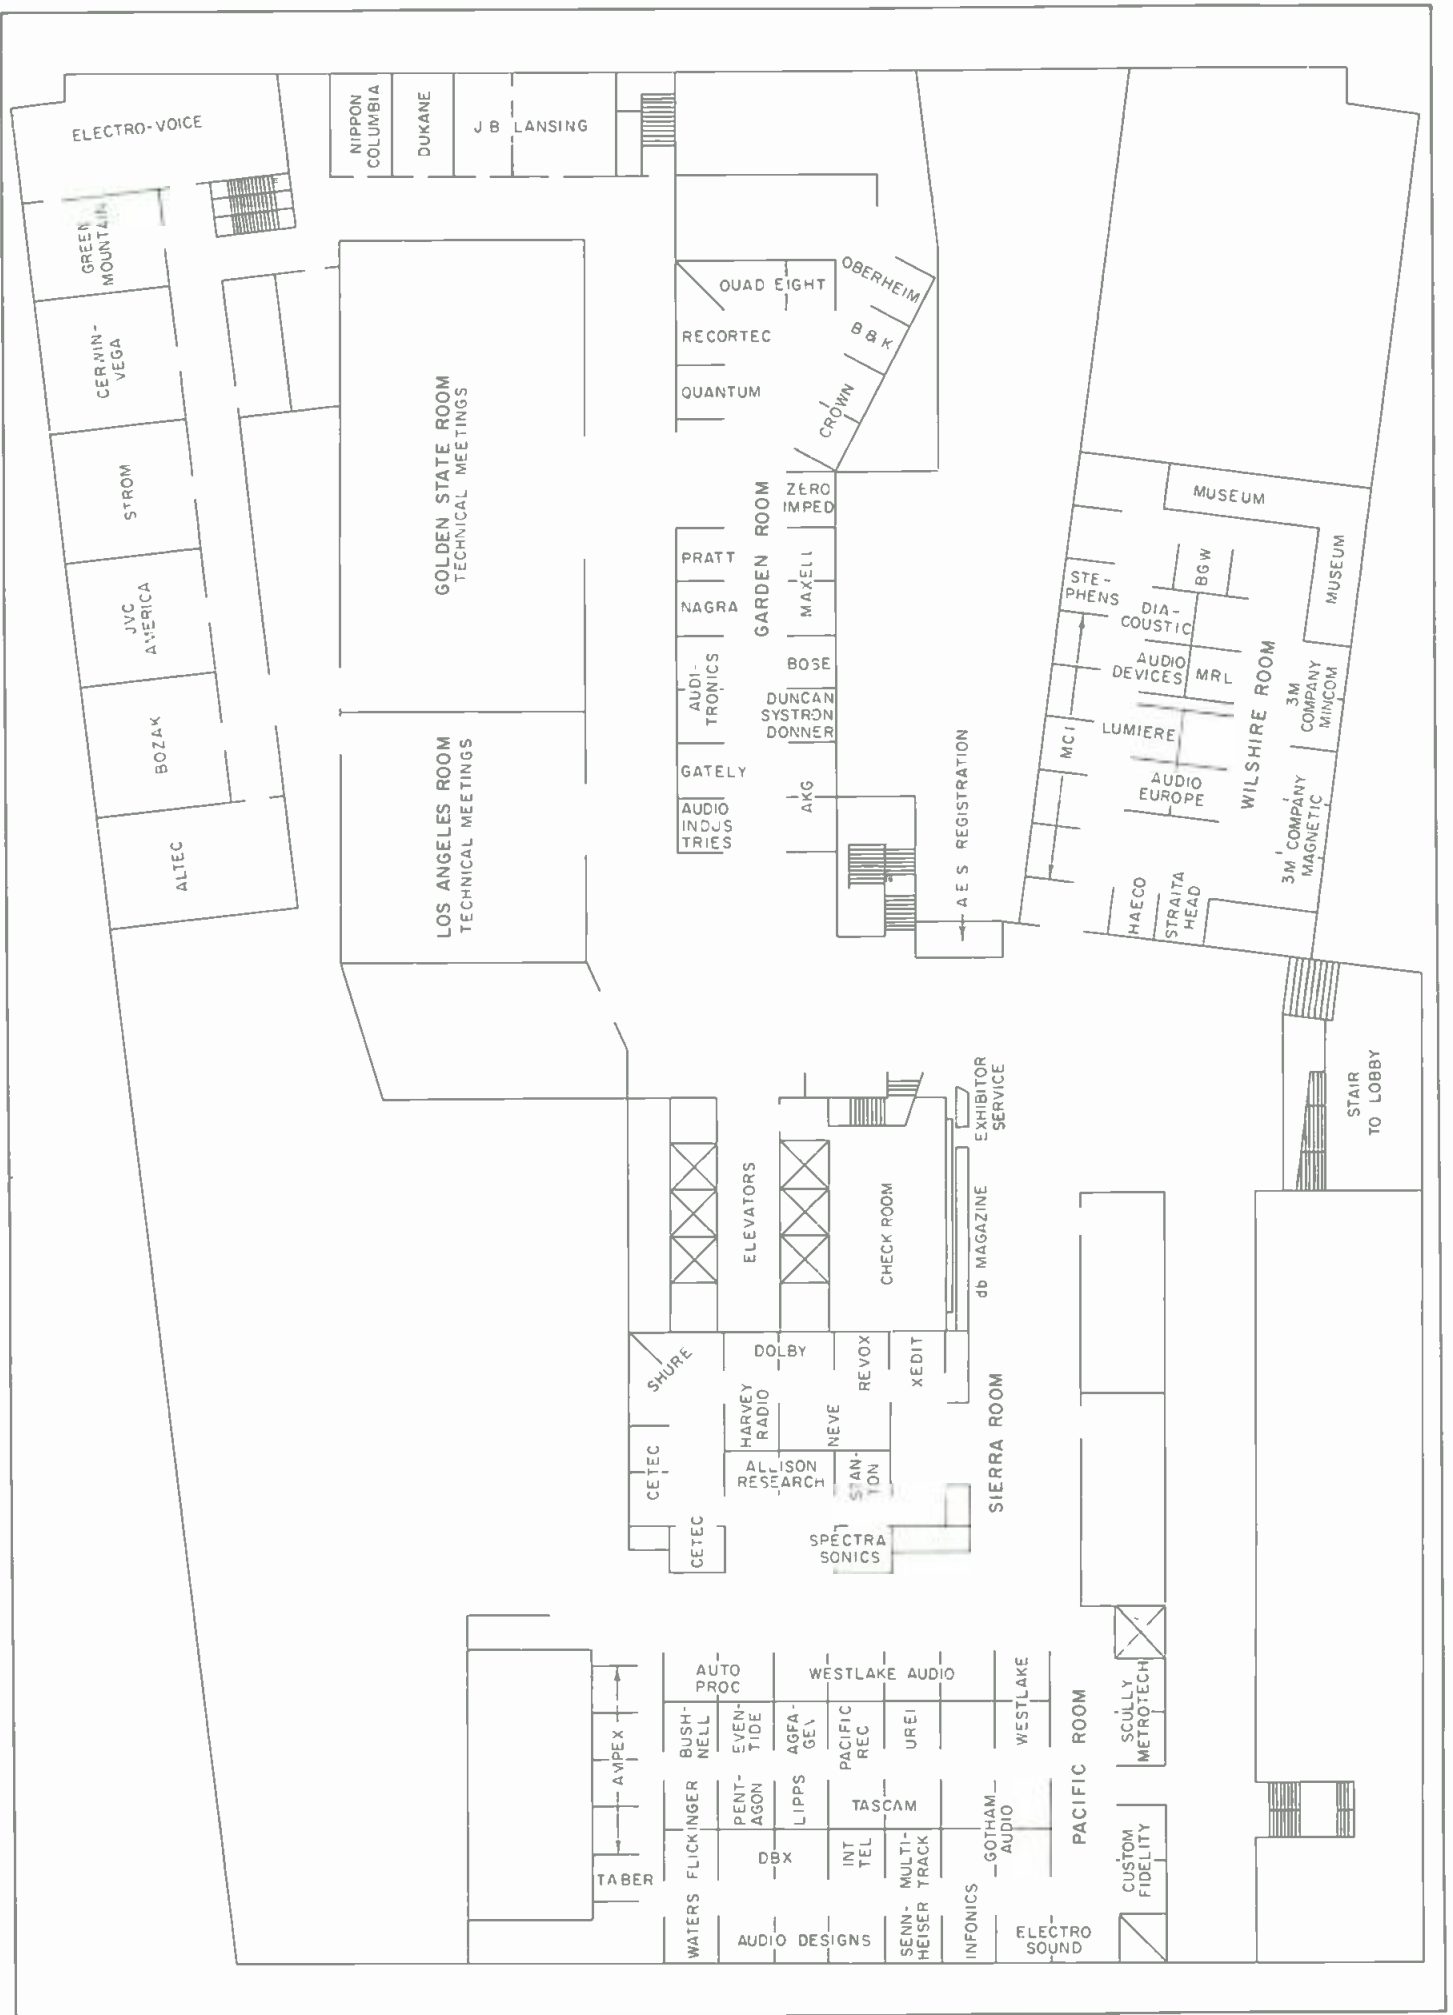 ELECTRO-VOICE
NIPPON
COLUMBIA
DUKANE
J B LANSING
GREEN
MOUNTAIN
CERWIN-
VEGA
STROM
JVC
AMERICA
BOZAK
ALTEC
GOLDEN STATE ROOM
TECHNICAL MEETINGS
LOS ANGELES ROOM
TECHNICAL MEETINGS
QUAD EIGHT
RECORTEC
QUANTUM
OBERHEIM
B & K
CROWN
ZERO
IMPED
GARDEN ROOM
PRATT
NAGRA
MAXELL
AUDI-
TRONICS
BOSE
DUNCAN
SYSTRON
DONNER
GATELY
AUDIO
INDUS
TRIES
AKG
A E S REGISTRATION
MUSEUM
MUSEUM
BGW
STE-
PHENS
DIA-
COUSTIC
AUDIO
DEVICES
MRL
LUMIERE
MCI
AUDIO
EUROPE
WILSHIRE ROOM
3M
COMPANY
MINCOM
3M COMPANY
MAGNETIC
HAECO
STRAITA
HEAD
STAIR
TO LOBBY
EXHIBITOR
SERVICE
ELEVATORS
CHECK ROOM
db MAGAZINE
SHURE
DOLBY
REVOX
XEDIT
HARVEY
RADIO
NEVE
CETEC
ALLISON
RESEARCH
STAN-
TON
SIERRA ROOM
CETEC
SPECTRA
SONICS
AUTO
PROC
WESTLAKE AUDIO
WESTLAKE
AMPEX
BUSH-
NELL
EVEN-
TIDE
AGFA-
GEV
PACIFIC
REC
UREI
SCULLY
METROTECH
PACIFIC ROOM
FLICKINGER
PENT-
AGON
LIPPS
TASCAM
GOTHAM
AUDIO
TABER
DBX
INT
TEL
MULTI-
TRACK
CUSTOM
FIDELITY
WATERS
AUDIO DESIGNS
SENN-
HEISER
INFONICS
ELECTRO
SOUND